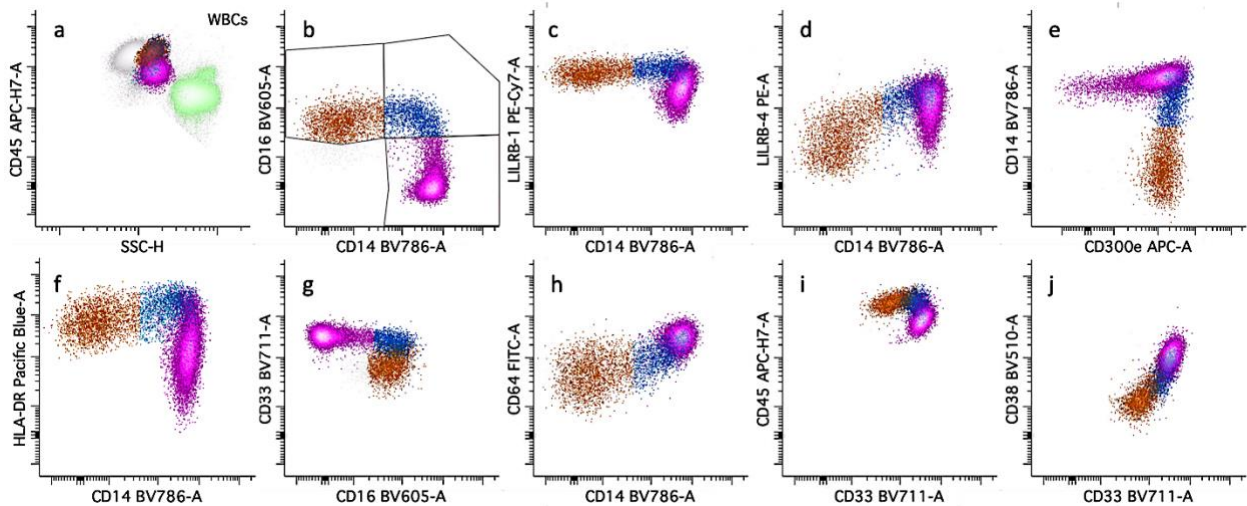 a
WBCs
CD45 APC-H7-A
SSC-H
b
CD16 BV605-A
CD14 BV786-A
c
LILRB-1 PE-Cy7-A
CD14 BV786-A
d
LILRB-4 PE-A
CD14 BV786-A
e
CD14 BV786-A
CD300e APC-A
f
HLA-DR Pacific Blue-A
CD14 BV786-A
g
CD33 BV711-A
CD16 BV605-A
h
CD64 FITC-A
CD14 BV786-A
i
CD45 APC-H7-A
CD33 BV711-A
j
CD38 BV510-A
CD33 BV711-A